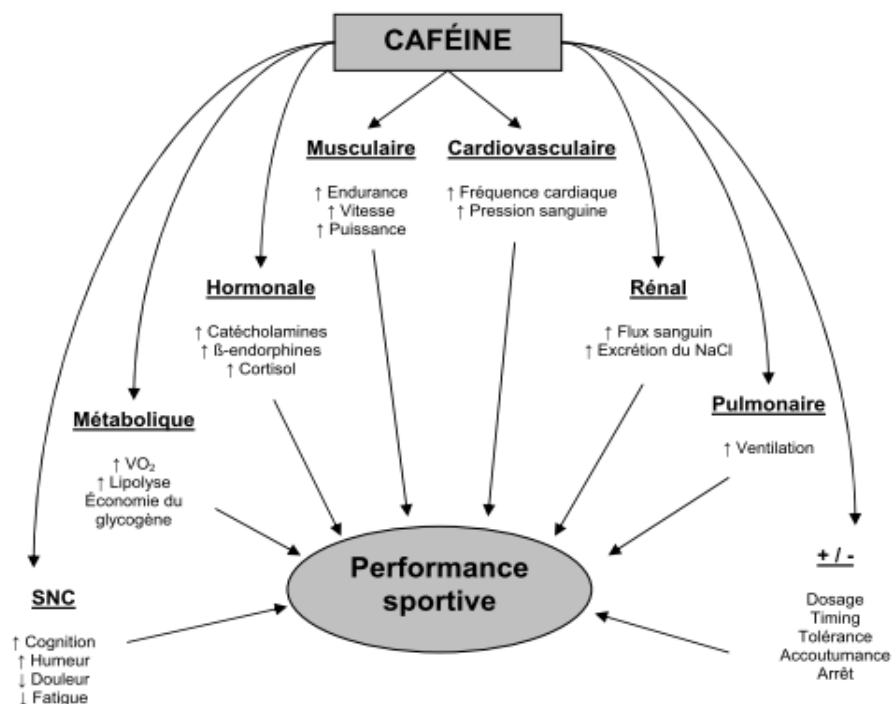 CAFÉINE
Musculaire
↑ Endurance
↑ Vitesse
↑ Puissance
Cardiovasculaire
↑ Fréquence cardiaque
↑ Pression sanguine
Hormonale
↑ Catécholamines
↑ ß-endorphines
↑ Cortisol
Rénal
↑ Flux sanguin
↑ Excrétion du NaCl
Métabolique
↑ VO₂
↑ Lipolyse
Économie du
glycogène
Pulmonaire
↑ Ventilation
SNC
↑ Cognition
↑ Humeur
↓ Douleur
↓ Fatigue
Performance
sportive
+ / -
Dosage
Timing
Tolérance
Accoutumance
Arrêt